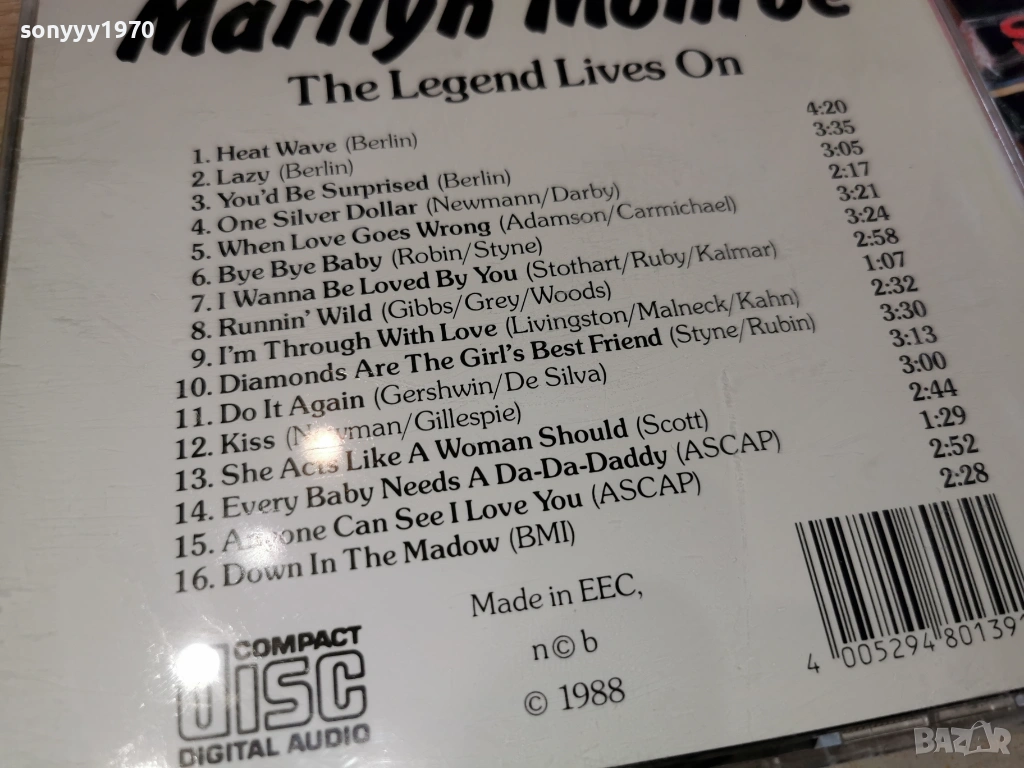 sonyyy1970
Marilyn Monroe
The Legend Lives On
1. Heat Wave (Berlin) 4:20
2. Lazy (Berlin) 3:35
3. You'd Be Surprised (Berlin) 3:05
4. One Silver Dollar (Newmann/Darby) 2:17
5. When Love Goes Wrong (Adamson/Carmichael) 3:21
6. Bye Bye Baby (Robin/Styne) 3:24
7. I Wanna Be Loved By You (Stothart/Ruby/Kalmar) 2:58
8. Runnin' Wild (Gibbs/Grey/Woods) 1:07
9. I'm Through With Love (Livingston/Malneck/Kahn) 2:32
10. Diamonds Are The Girl's Best Friend (Styne/Rubin) 3:30
11. Do It Again (Gershwin/De Silva) 3:13
12. Kiss (Newman/Gillespie) 3:00
13. She Acts Like A Woman Should (Scott) 2:44
14. Every Baby Needs A Da-Da-Daddy (ASCAP) 1:29
15. Anyone Can See I Love You (ASCAP) 2:52
16. Down In The Madow (BMI) 2:28
Made in EEC,
n© b
© 1988
COMPACT
disc
DIGITAL AUDIO
4 005294 80139
BAZAR